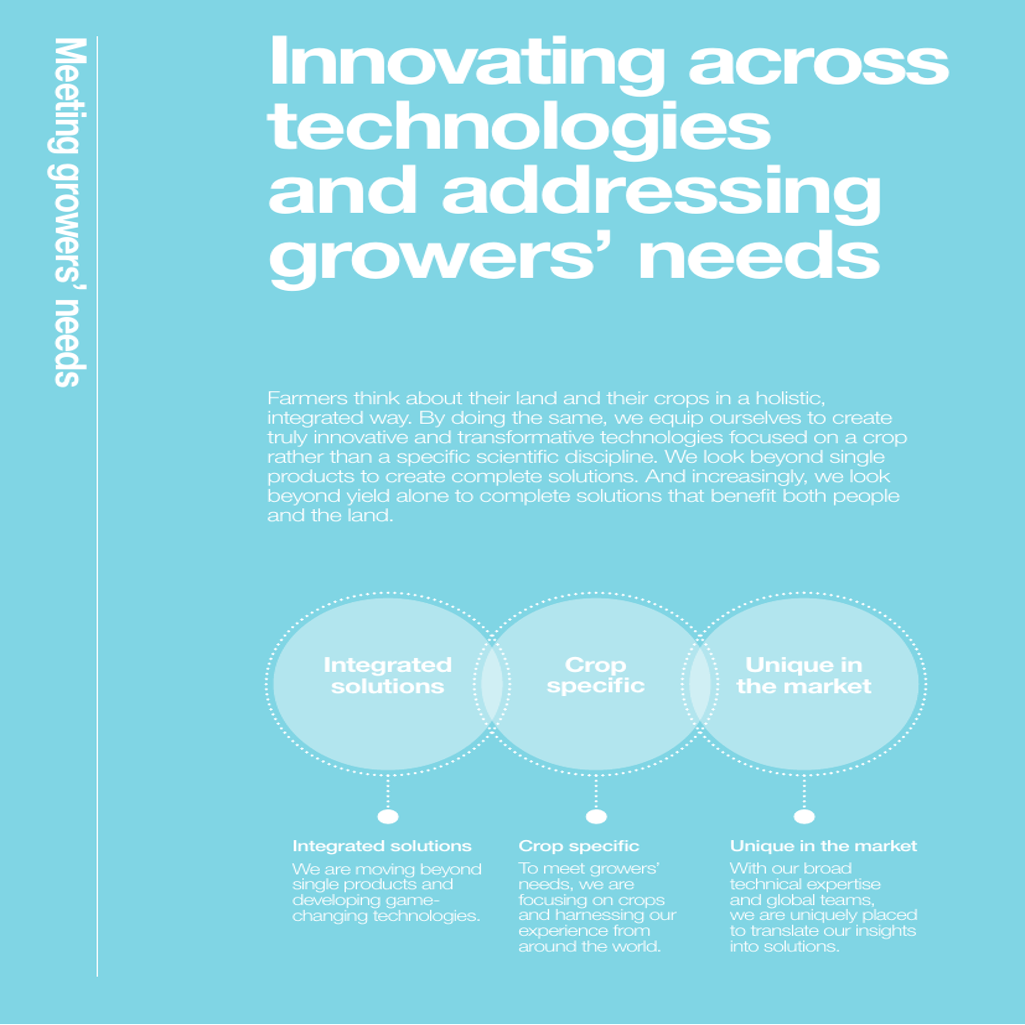 Meeting growers’ needs
Innovating across
technologies
and addressing
growers’ needs
Farmers think about their land and their crops in a holistic,
integrated way. By doing the same, we equip ourselves to create
truly innovative and transformative technologies focused on a crop
rather than a specific scientific discipline. We look beyond single
products to create complete solutions. And increasingly, we look
beyond yield alone to complete solutions that benefit both people
and the land.
Integrated
solutions
Crop
specific
Unique in
the market
Integrated solutions
We are moving beyond
single products and
developing game-
changing technologies.
Crop specific
To meet growers’
needs, we are
focusing on crops
and harnessing our
experience from
around the world.
Unique in the market
With our broad
technical expertise
and global teams,
we are uniquely placed
to translate our insights
into solutions.